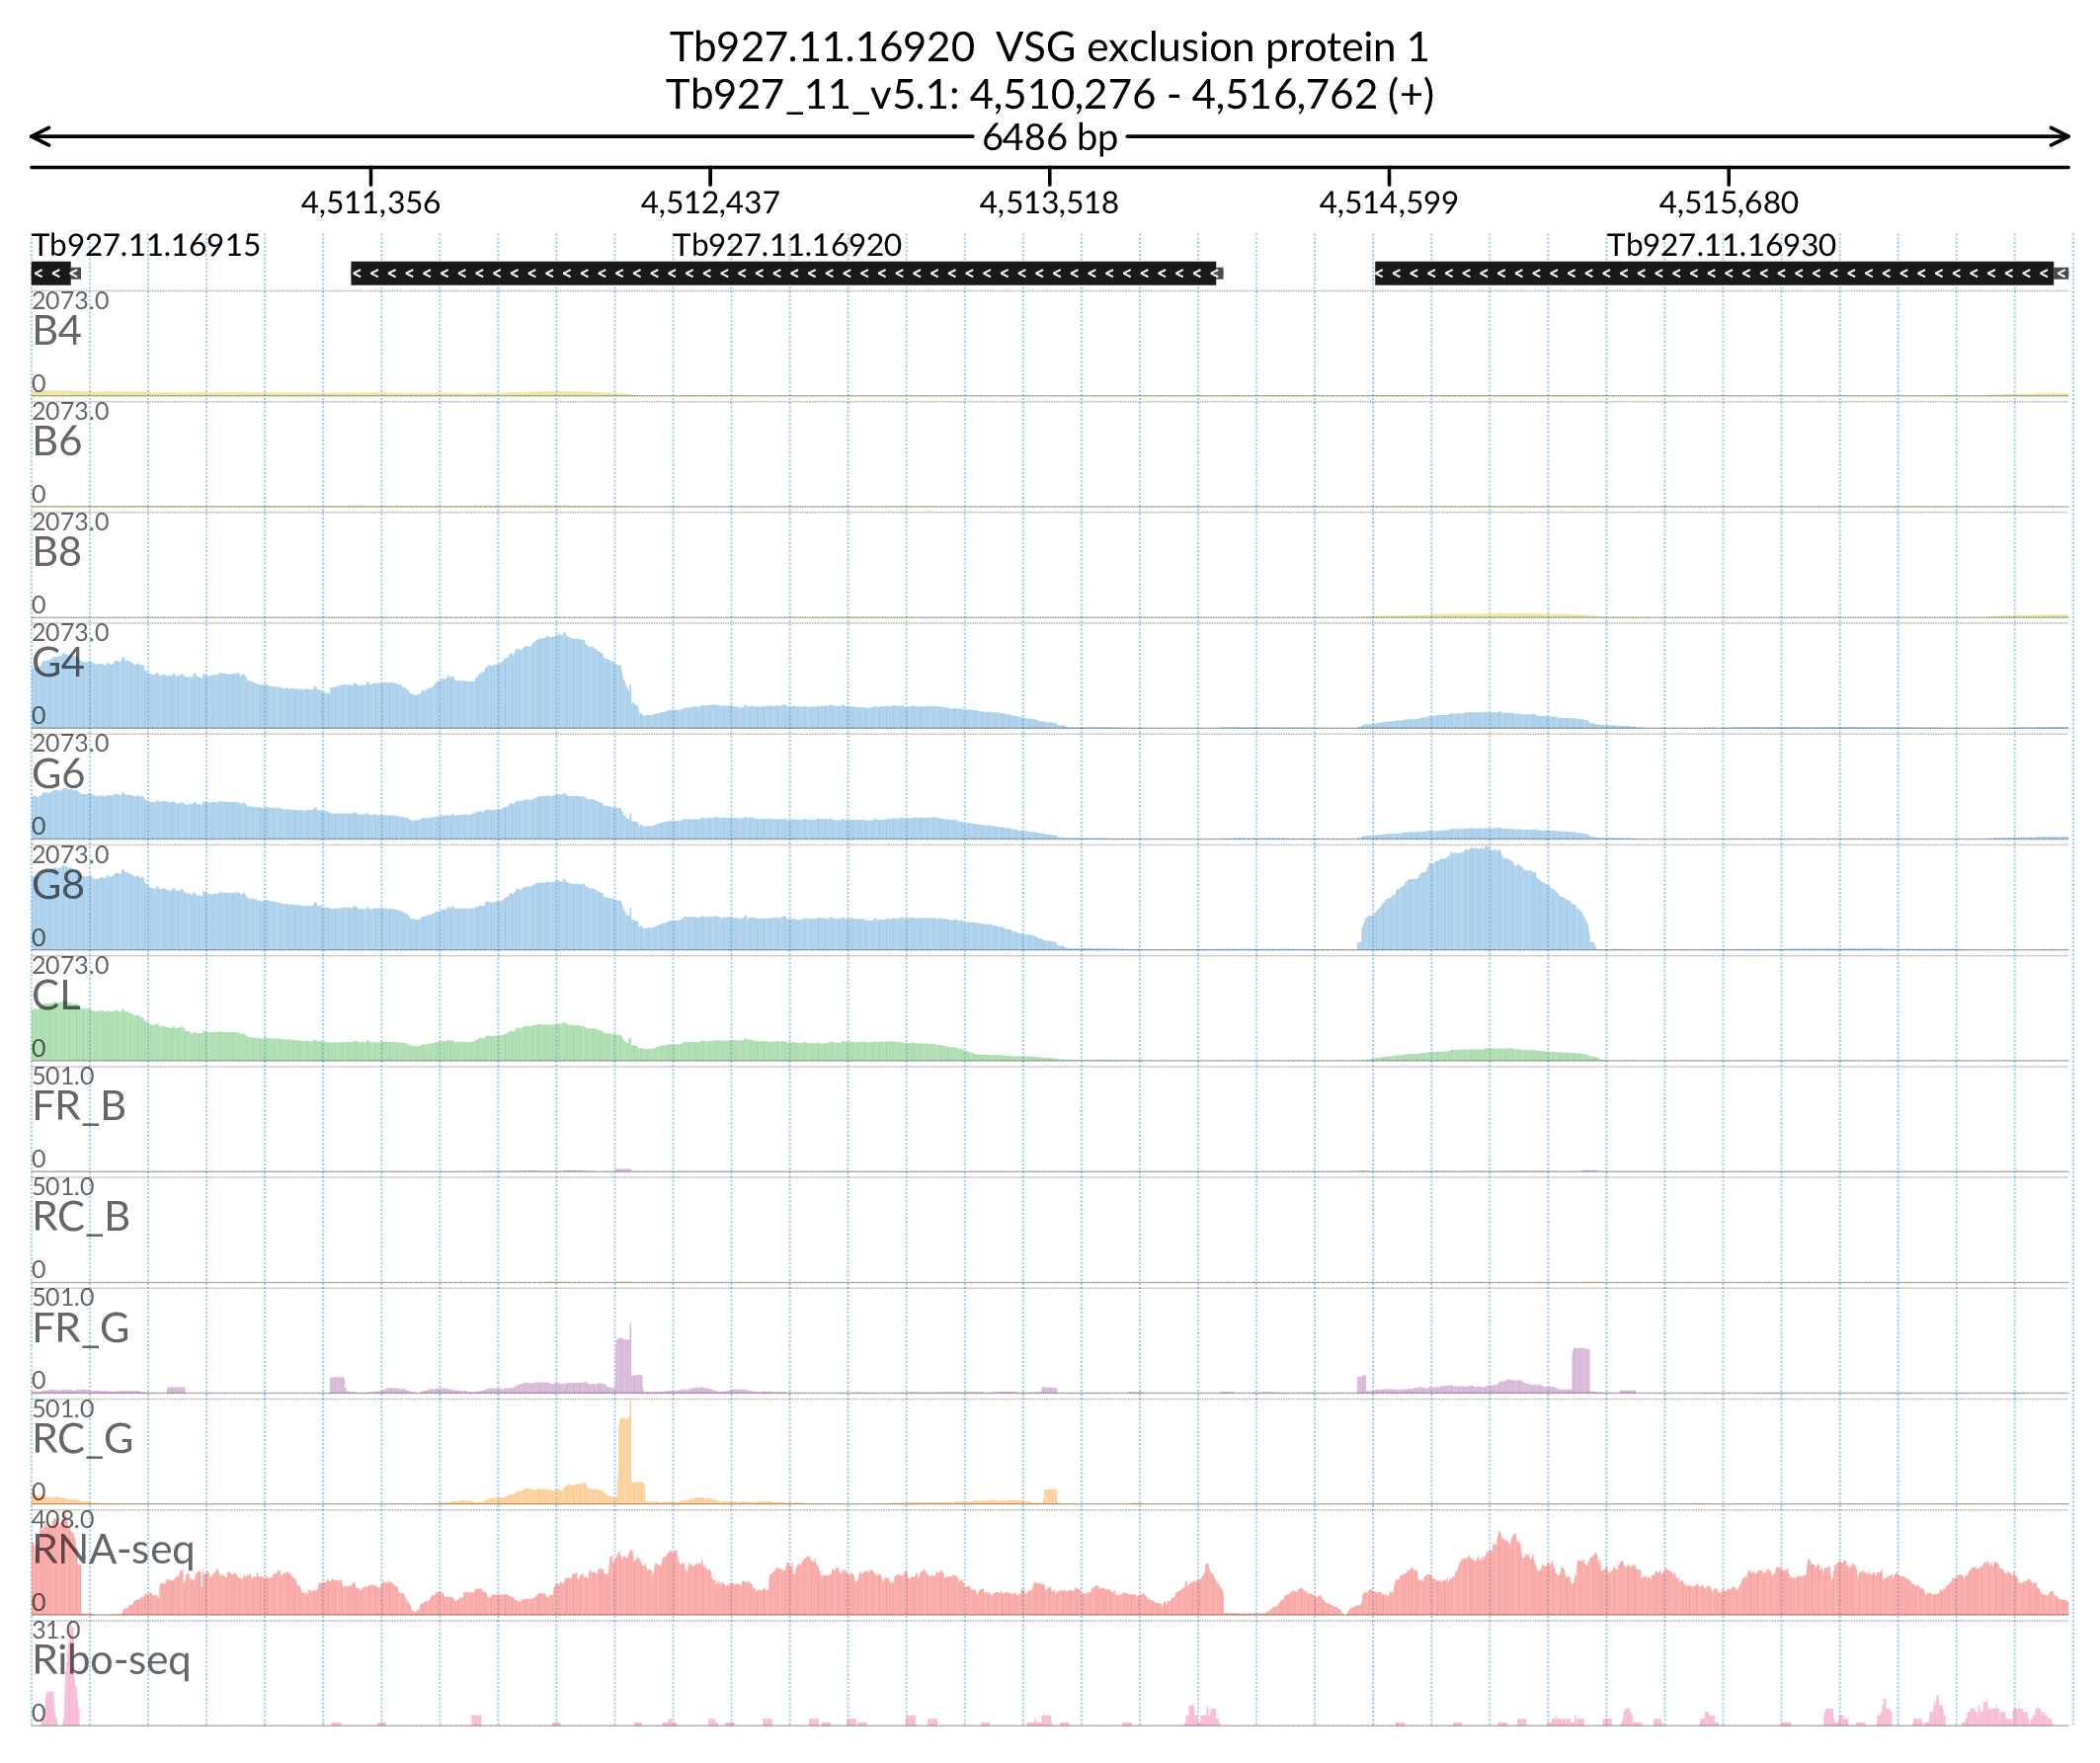 Tb927.11.16920 VSG exclusion protein 1
Tb927_11_v5.1: 4,510,276 - 4,516,762 (+)
6486 bp
4,511,356 4,512,437 4,513,518 4,514,599 4,515,680
Tb927.11.16915 Tb927.11.16920 Tb927.11.16930
2073.0
B4
0
2073.0
B6
0
2073.0
B8
0
2073.0
G4
0
2073.0
G6
0
2073.0
G8
0
2073.0
CL
0
501.0
FR_B
0
501.0
RC_B
0
501.0
FR_G
0
501.0
RC_G
0
408.0
RNA-seq
0
31.0
Ribo-seq
0